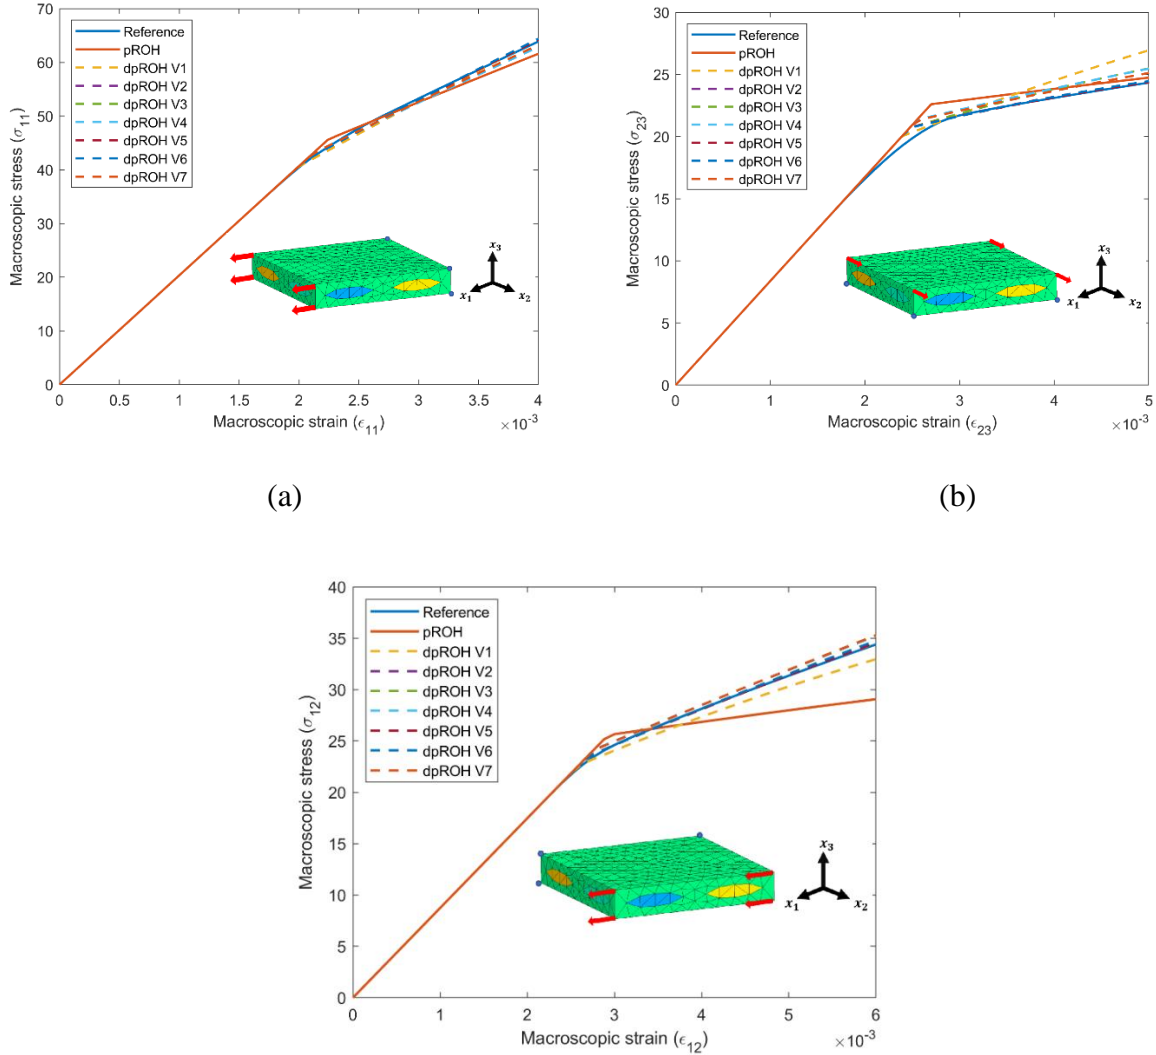 70
60
50
40
30
20
10
0
Macroscopic stress (σ11)
Reference
pROH
dpROH V1
dpROH V2
dpROH V3
dpROH V4
dpROH V5
dpROH V6
dpROH V7
x3
x1
x2
0 0.5 1 1.5 2 2.5 3 3.5 4
Macroscopic strain (ϵ11)
×10-3
(a)
30
25
20
15
10
5
0
Macroscopic stress (σ23)
Reference
pROH
dpROH V1
dpROH V2
dpROH V3
dpROH V4
dpROH V5
dpROH V6
dpROH V7
x3
x1
x2
0 1 2 3 4 5
Macroscopic strain (ϵ23)
×10-3
(b)
40
35
30
25
20
15
10
5
0
Macroscopic stress (σ12)
Reference
pROH
dpROH V1
dpROH V2
dpROH V3
dpROH V4
dpROH V5
dpROH V6
dpROH V7
x3
x1
x2
0 1 2 3 4 5 6
Macroscopic strain (ϵ12)
×10-3